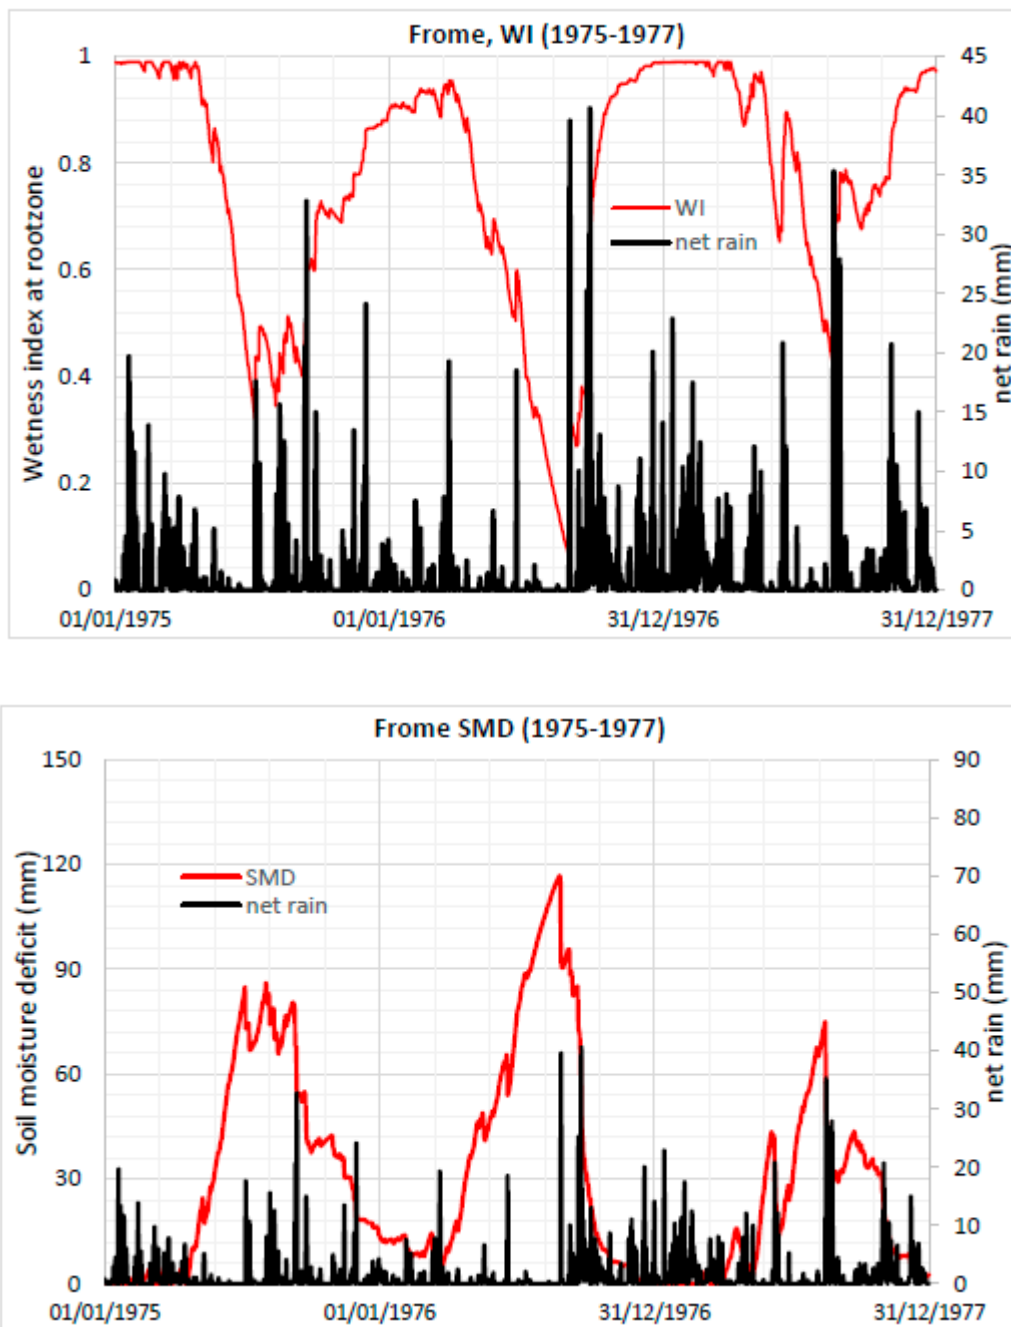 Frome, WI (1975-1977)
1
0.8
0.6
0.4
0.2
0
Wetness index at rootzone
WI
net rain
45
40
35
30
25
20
15
10
5
0
net rain (mm)
01/01/1975 01/01/1976 31/12/1976 31/12/1977
Frome SMD (1975-1977)
150
120
90
60
30
0
Soil moisture deficit (mm)
SMD
net rain
90
80
70
60
50
40
30
20
10
0
net rain (mm)
01/01/1975 01/01/1976 31/12/1976 31/12/1977